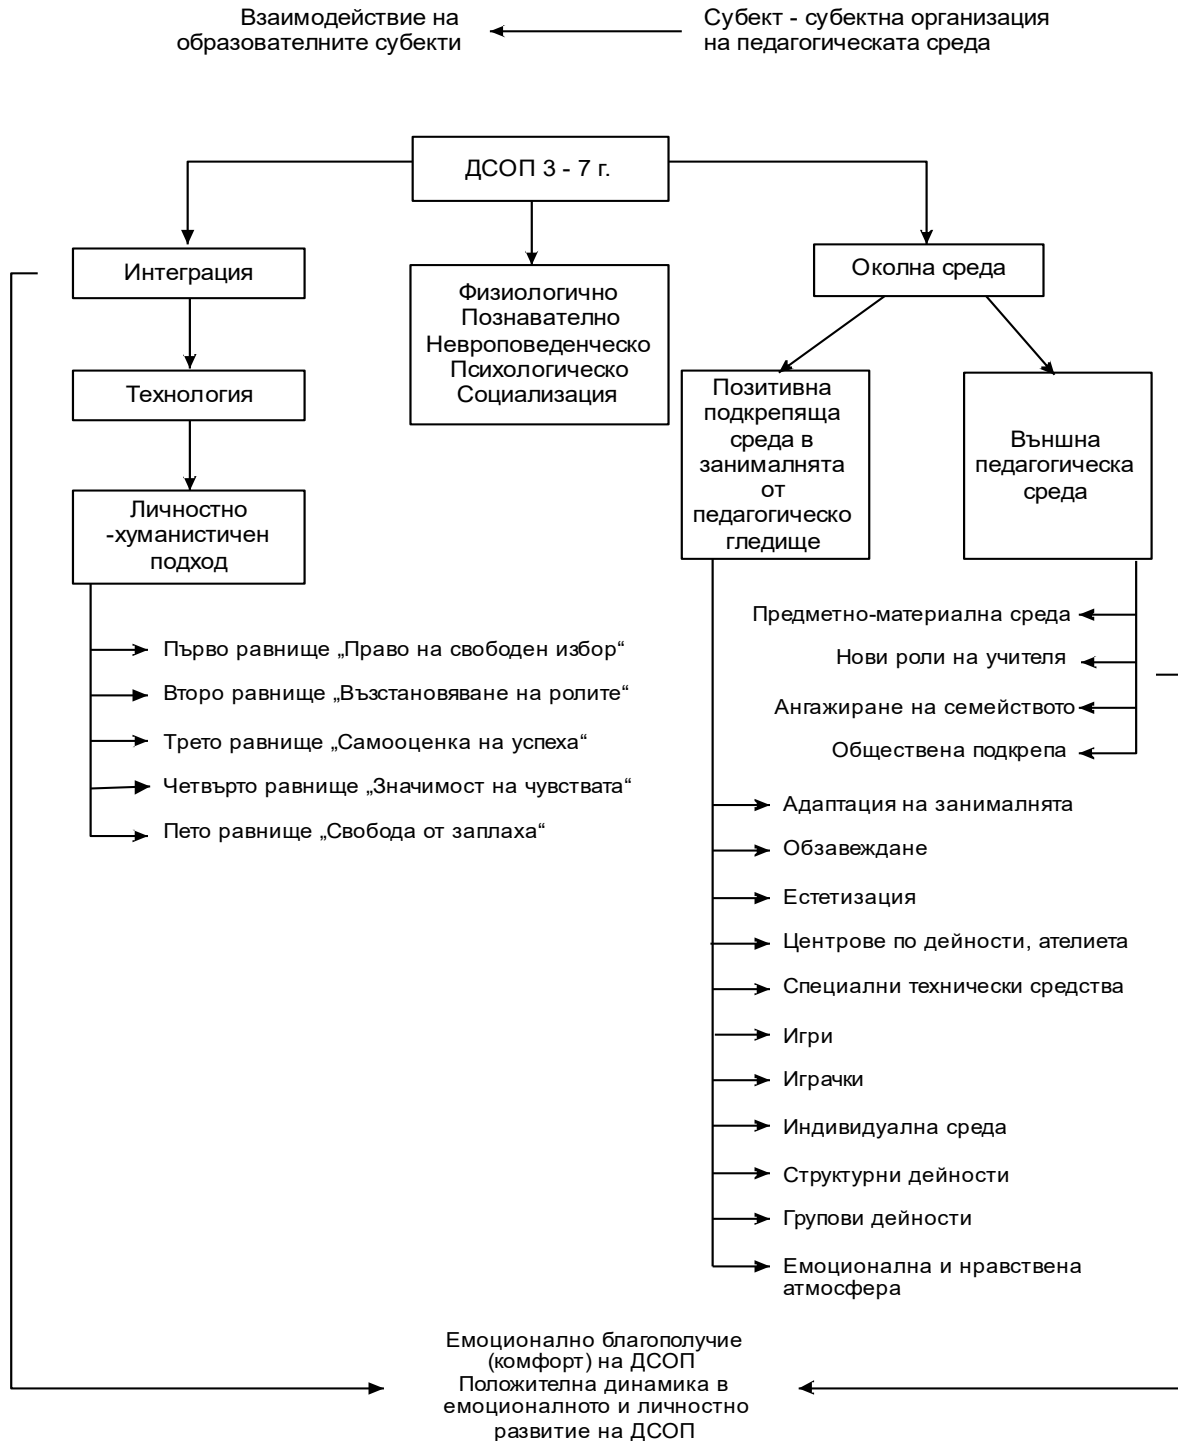 Взаимодействие на
образователните субекти
Субект - субектна организация
на педагогическата среда
ДСОП 3 - 7 г.
Интеграция
Технология
Личностно
-хуманистичен
подход
Първо равнище „Право на свободен избор“
Второ равнище „Възстановяване на ролите“
Трето равнище „Самооценка на успеха“
Четвърто равнище „Значимост на чувствата“
Пето равнище „Свобода от заплаха“
Физиологично
Познавателно
Невроповеденческо
Психологическо
Социализация
Околна среда
Позитивна
подкрепяща
среда в
занималнята
от
педагогическо
гледище
Външна
педагогическа
среда
Предметно-материална среда
Нови роли на учителя
Ангажиране на семейството
Обществена подкрепа
Адаптация на занималнята
Обзавеждане
Естетизация
Центрове по дейности, ателиета
Специални технически средства
Игри
Играчки
Индивидуална среда
Структурни дейности
Групови дейности
Емоционална и нравствена
атмосфера
Емоционално благополучие
(комфорт) на ДСОП
Положителна динамика в
емоционалното и личностно
развитие на ДСОП